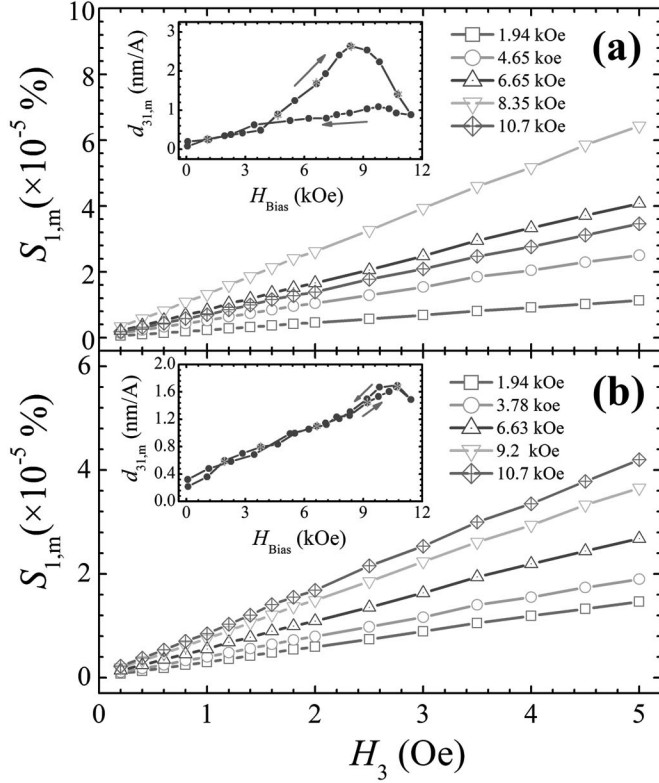 10
8
6
4
2
0
S1,m (×10-5 %)
(a)
1.94 kOe
4.65 koe
6.65 kOe
8.35 kOe
10.7 kOe
3
2
1
0
d31,m (nm/A)
0 3 6 9 12
HBias (kOe)
6
4
2
0
S1,m (×10-5 %)
(b)
1.94 kOe
3.78 koe
6.63 kOe
9.2 kOe
10.7 kOe
2.0
1.6
1.2
0.8
0.4
0.0
d31,m (nm/A)
0 3 6 9 12
HBias (kOe)
0 1 2 3 4 5
H3 (Oe)